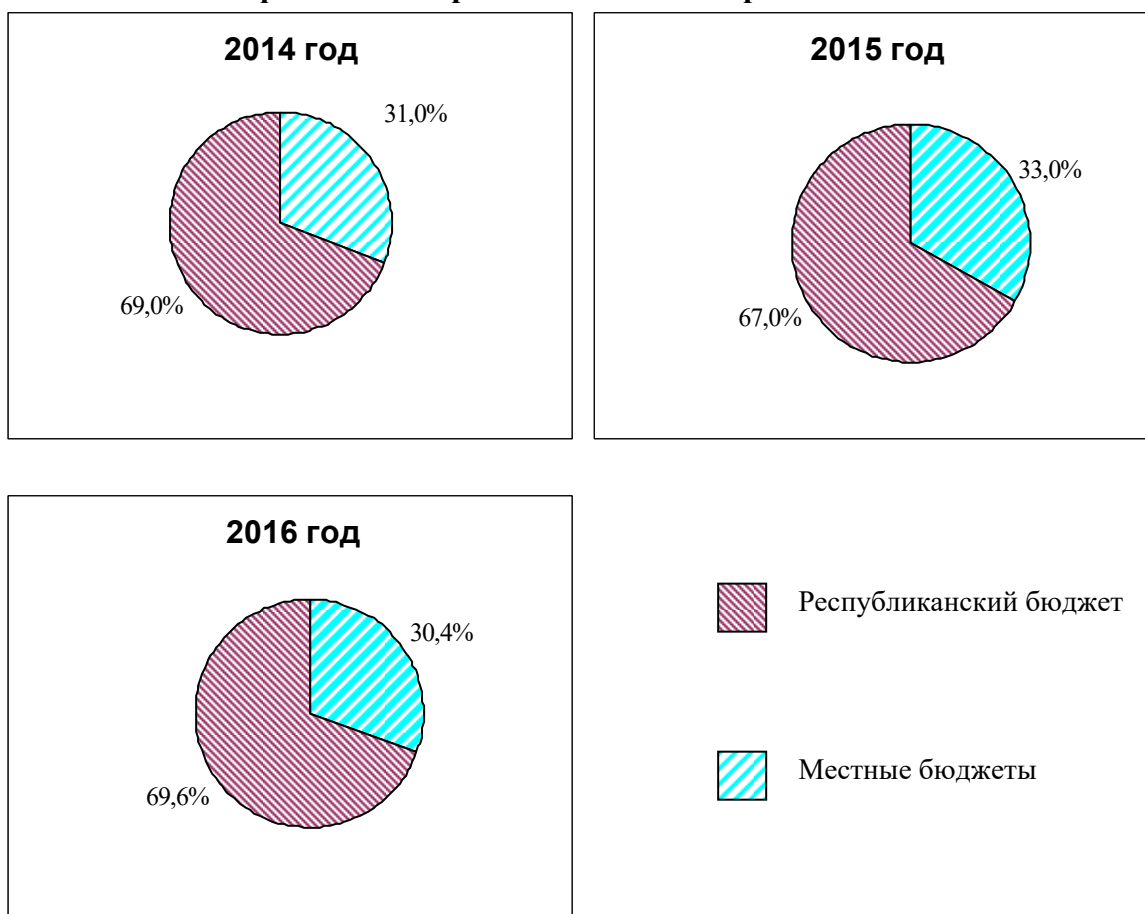 2014 год
31,0%
69,0%
2015 год
33,0%
67,0%
2016 год
30,4%
69,6%
Республиканский бюджет
Местные бюджеты